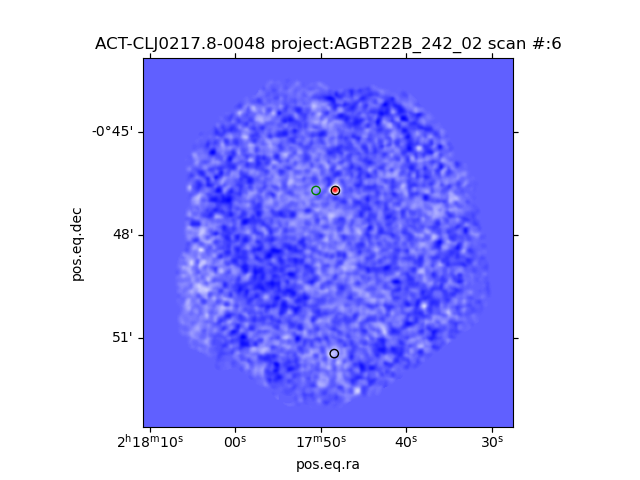 ACT-CLJ0217.8-0048 project:AGBT22B_242_02 scan #:6
-0°45'
48'
51'
pos.eq.dec
2ʰ18ᵐ10ˢ 00ˢ 17ᵐ50ˢ 40ˢ 30ˢ
pos.eq.ra